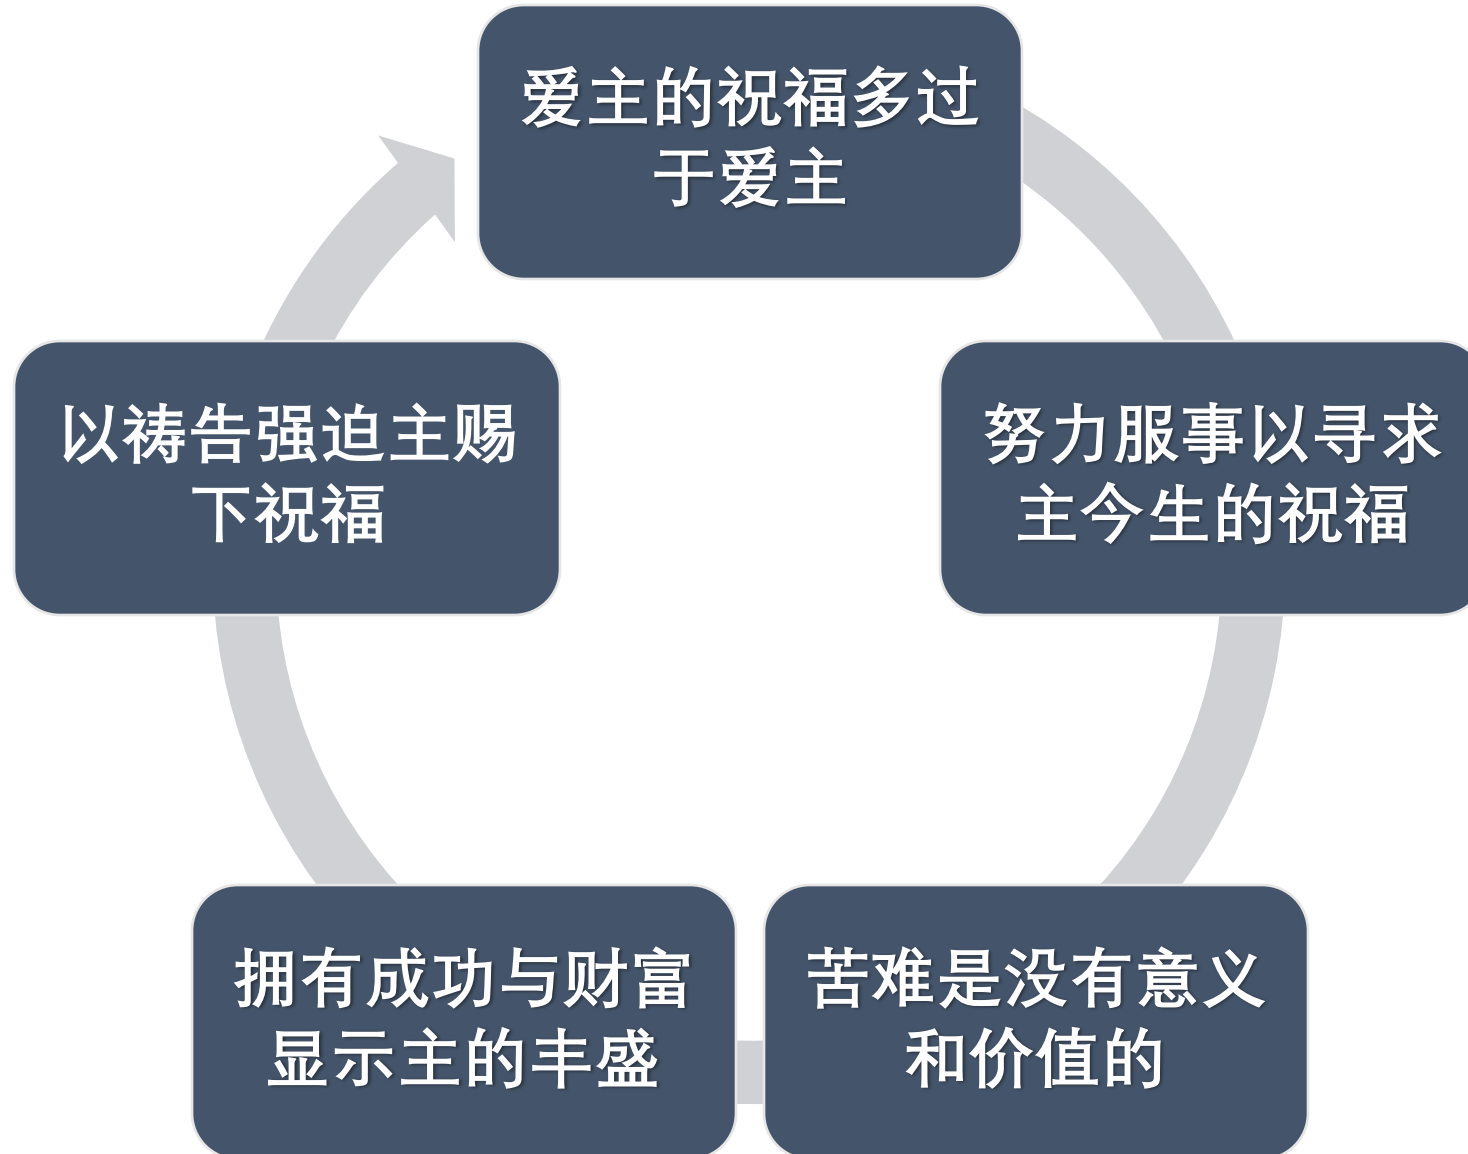 爱主的祝福多过
于爱主
努力服事以寻求
主今生的祝福
苦难是没有意义
和价值的
拥有成功与财富
显示主的丰盛
以祷告强迫主赐
下祝福